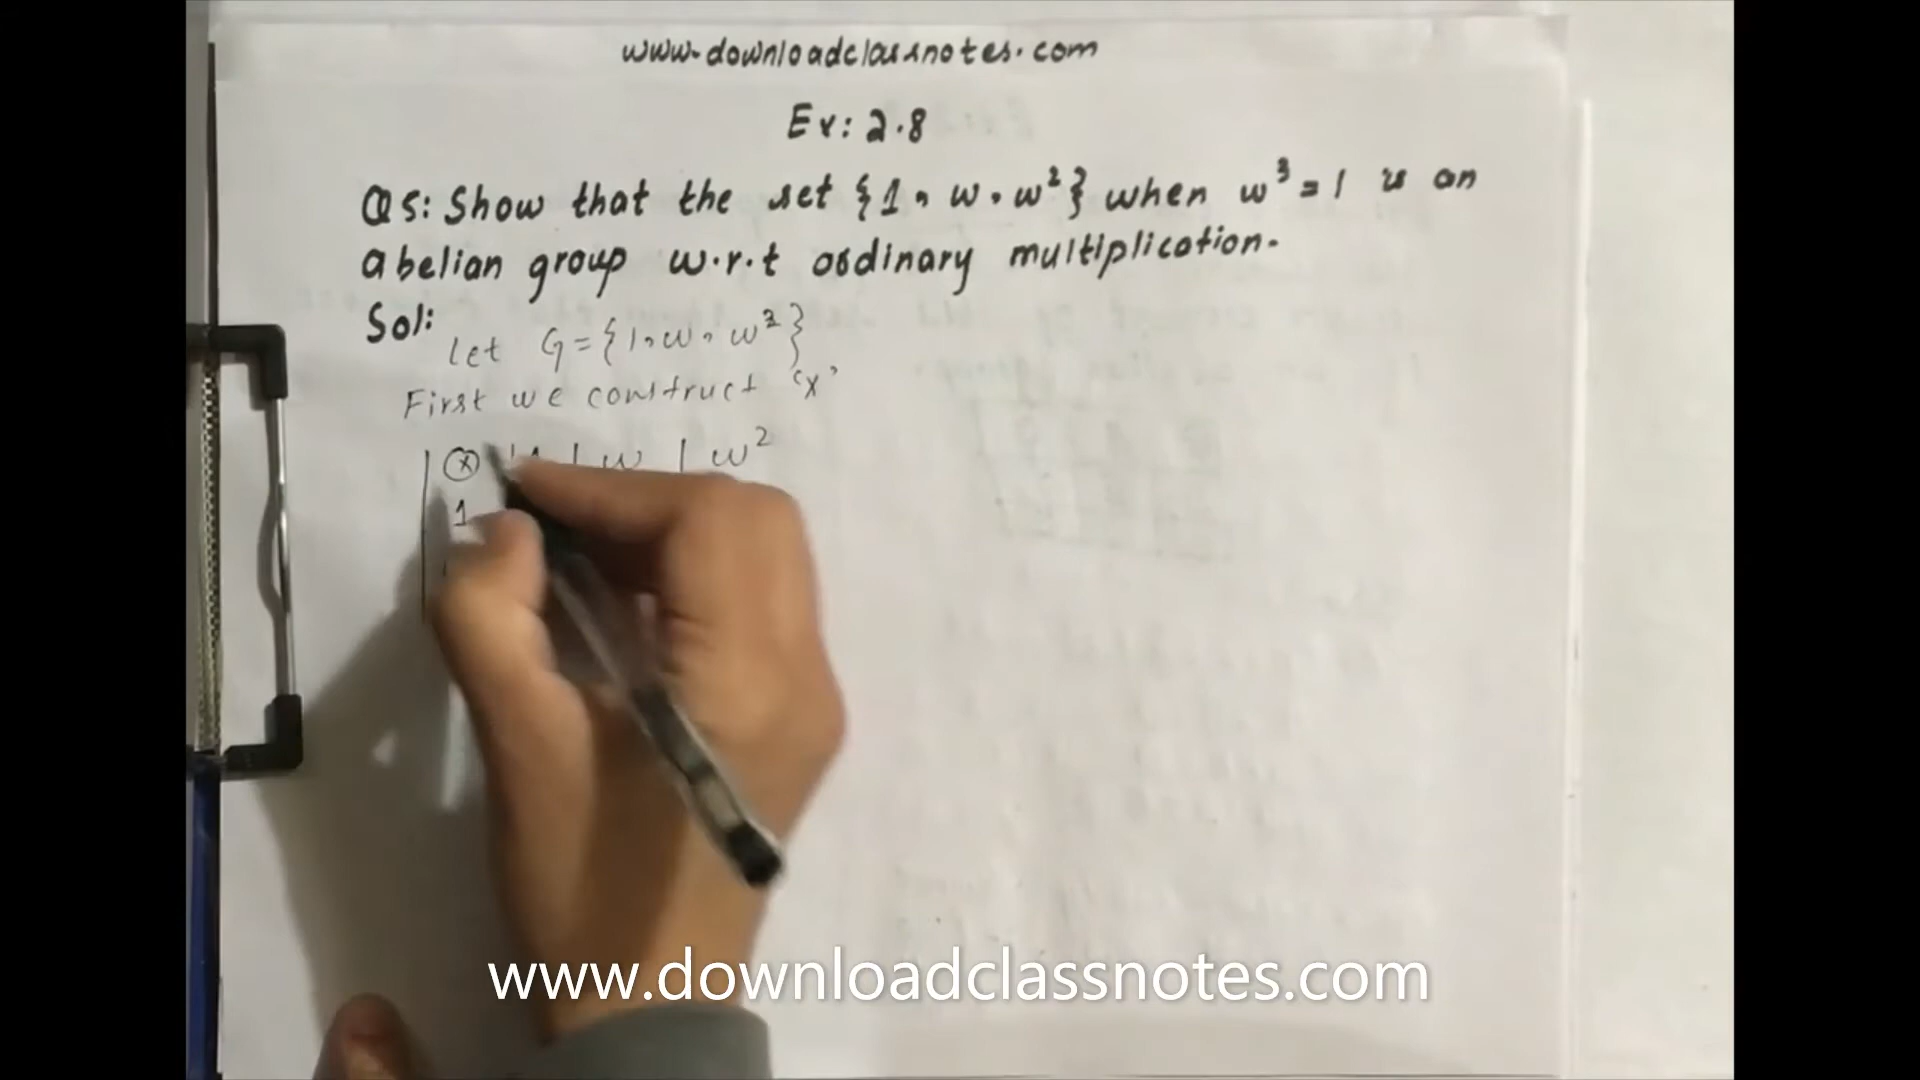 www.downloadclassnotes.com
Ex: 2.8
Q5: Show that the set {1, w, w²} when w³ = 1 is an
abelian group w.r.t ordinary multiplication.
Sol:
let G = {1, w, w²}
First we construct 'x'
x | 1 | w | w²
1
www.downloadclassnotes.com